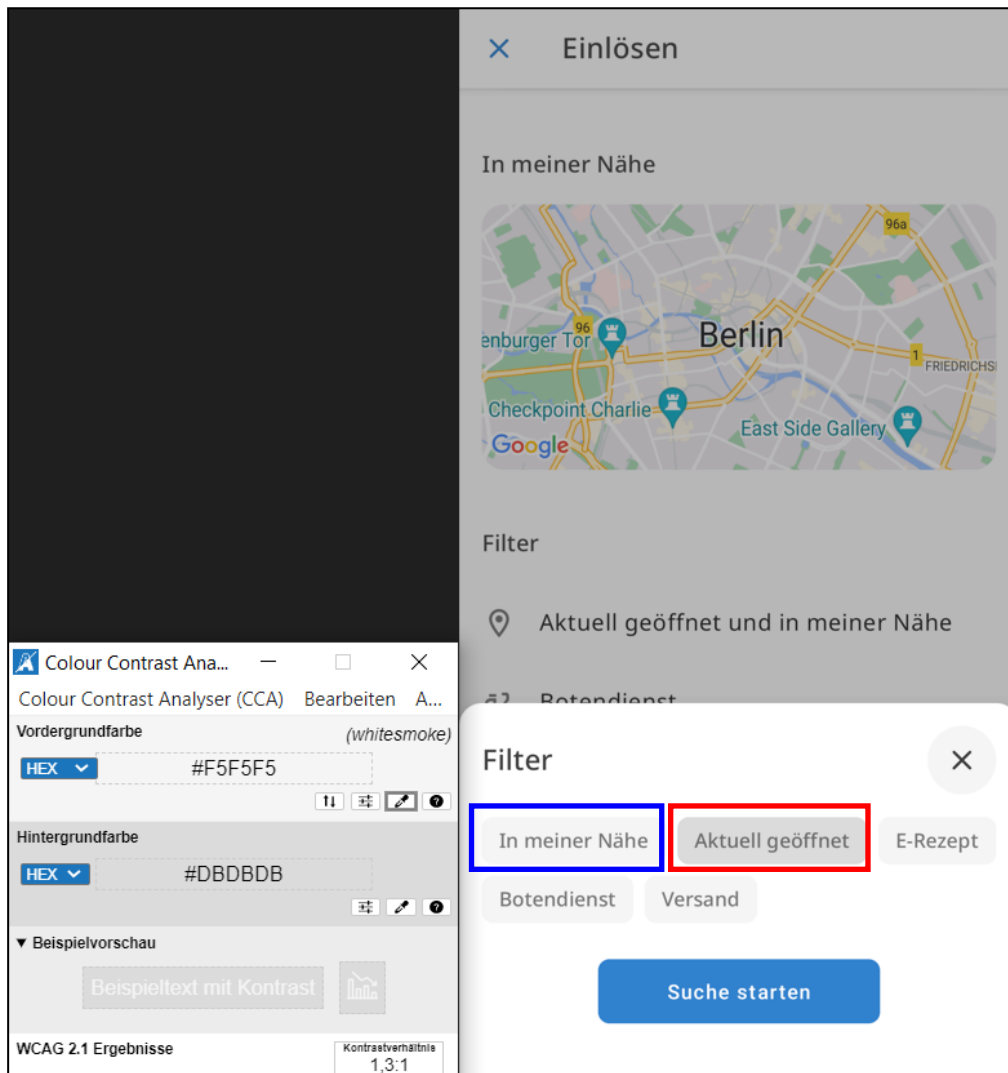 Einlösen
In meiner Nähe
96a
96
enburger Tor
Berlin
1
FRIEDRICHS
Checkpoint Charlie
East Side Gallery
Google
Filter
Aktuell geöffnet und in meiner Nähe
Botendienst
Colour Contrast Ana...
Colour Contrast Analyser (CCA) Bearbeiten A...
Vordergrundfarbe (whitesmoke)
HEX #F5F5F5
Hintergrundfarbe
HEX #DBDBDB
Beispielvorschau
Beispieltext mit Kontrast
WCAG 2.1 Ergebnisse
Kontrastverhältnis
1,3:1
Filter
In meiner Nähe Aktuell geöffnet E-Rezept
Botendienst Versand
Suche starten